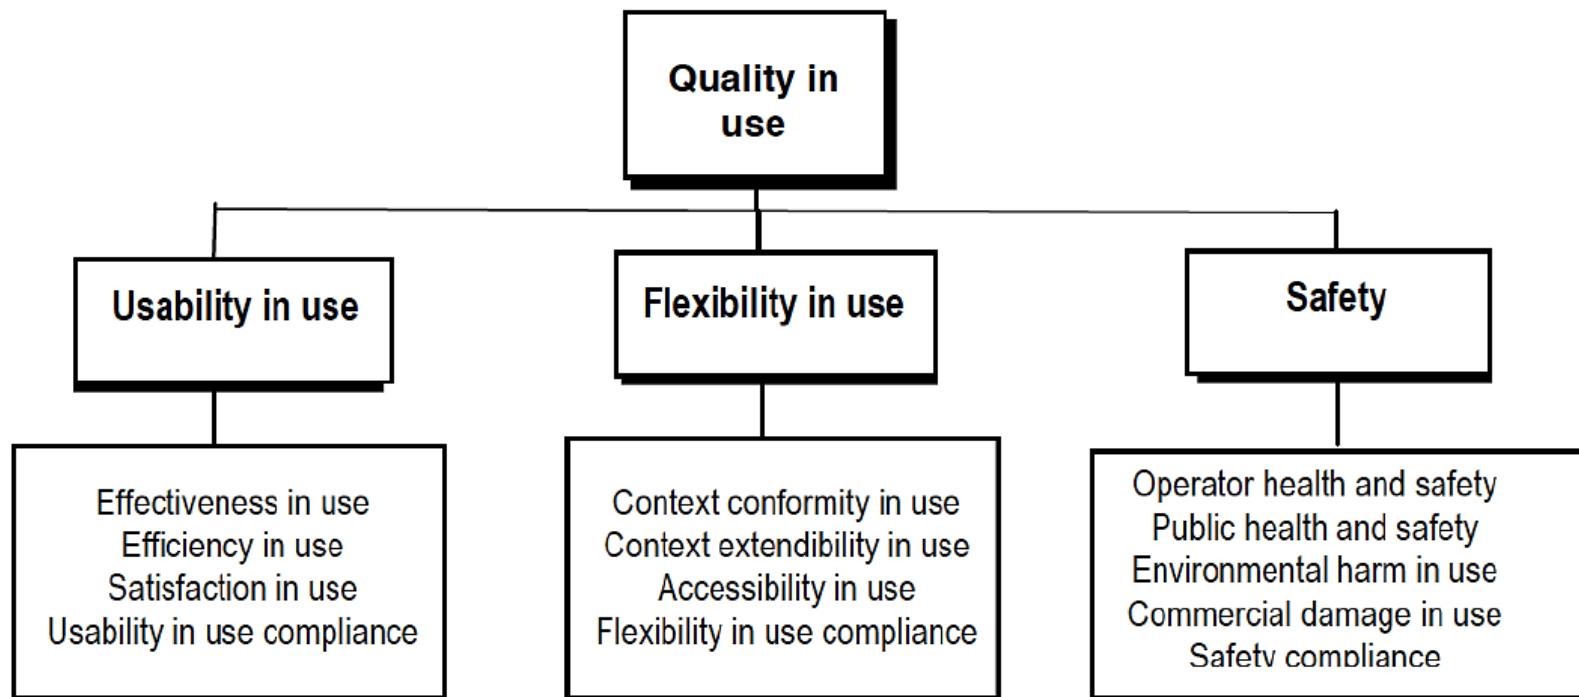 Quality in
use
Usability in use
Flexibility in use
Safety
Effectiveness in use
Efficiency in use
Satisfaction in use
Usability in use compliance
Context conformity in use
Context extendibility in use
Accessibility in use
Flexibility in use compliance
Operator health and safety
Public health and safety
Environmental harm in use
Commercial damage in use
Safety compliance